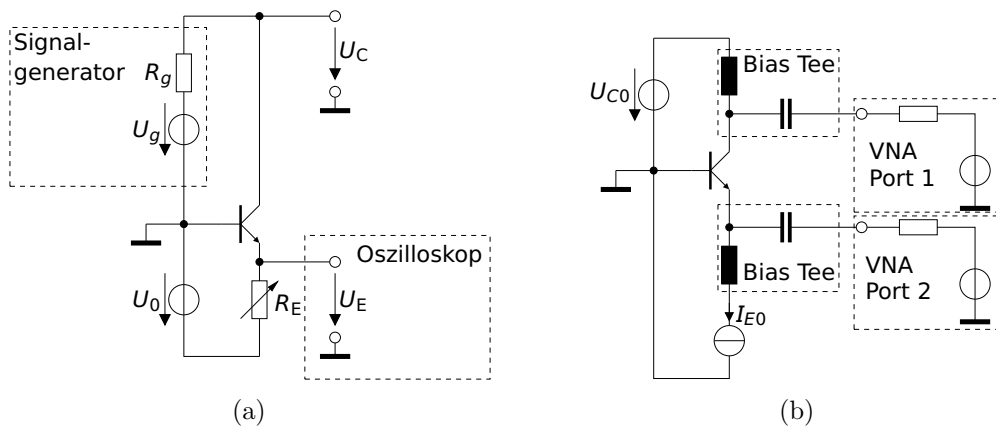 Signal-
generator
R_g
U_g
U_C
U_0
R_E
U_E
Oszilloskop
(a)
Bias Tee
U_C0
VNA
Port 1
Bias Tee
VNA
Port 2
I_E0
(b)